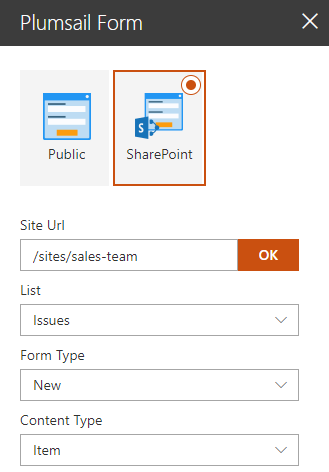 Plumsail Form
Public
SharePoint
Site Url
/sites/sales-team
OK
List
Issues
Form Type
New
Content Type
Item